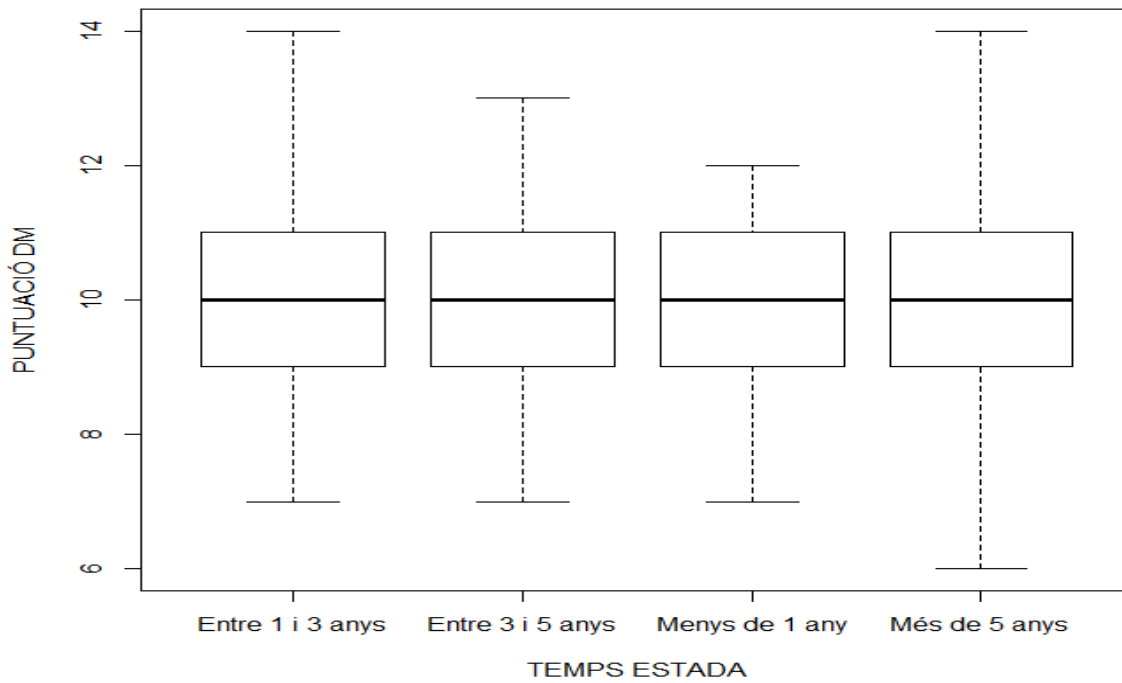 PUNTUACIÓ DM
14
12
10
8
6
Entre 1 i 3 anys
Entre 3 i 5 anys
Menys de 1 any
Més de 5 anys
TEMPS ESTADA